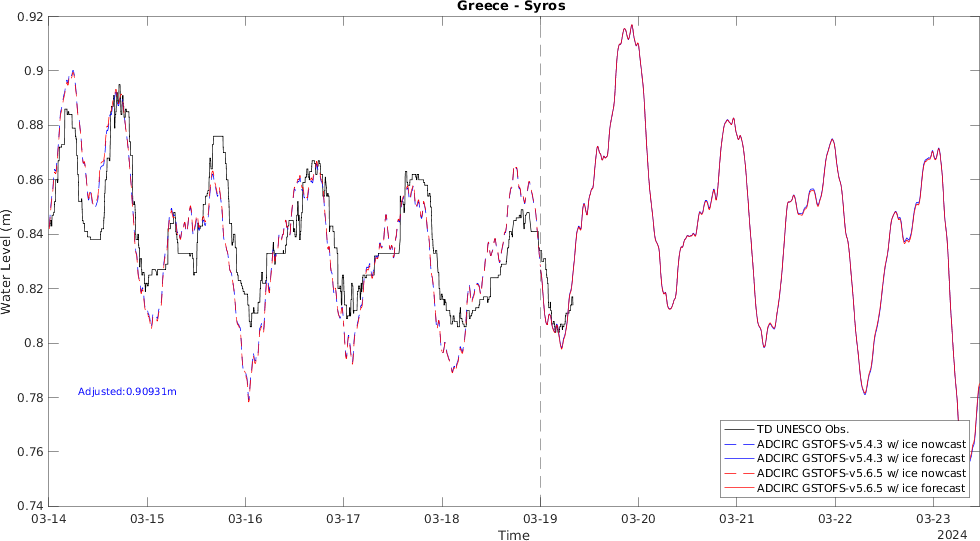 Greece - Syros
0.92
0.9
0.88
0.86
0.84
0.82
0.8
0.78
0.76
0.74
Water Level (m)
Adjusted:0.90931m
TD UNESCO Obs.
ADCIRC GSTOFS-v5.4.3 w/ ice nowcast
ADCIRC GSTOFS-v5.4.3 w/ ice forecast
ADCIRC GSTOFS-v5.6.5 w/ ice nowcast
ADCIRC GSTOFS-v5.6.5 w/ ice forecast
03-14 03-15 03-16 03-17 03-18 03-19 03-20 03-21 03-22 03-23
Time
2024